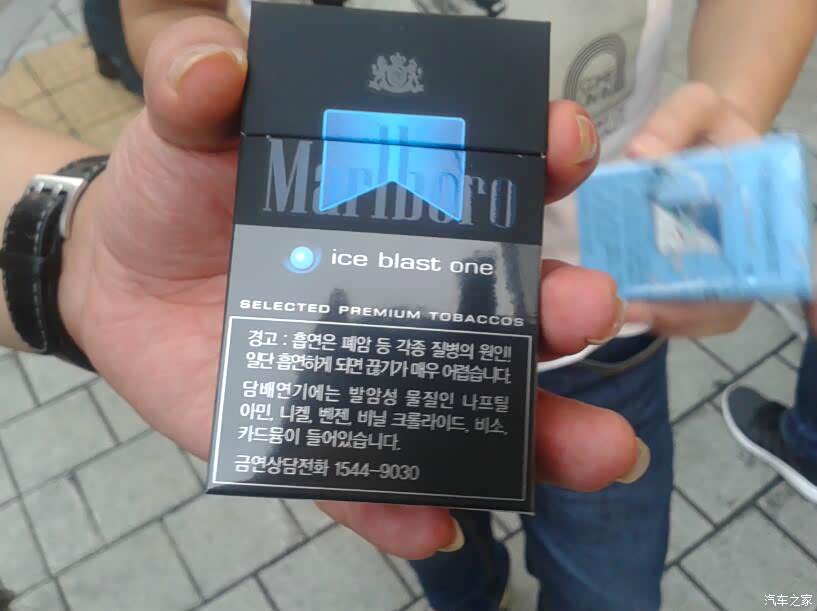 Marlboro
ice blast one
SELECTED PREMIUM TOBACCOS
경고 : 흡연은 폐암 등 각종 질병의 원인!!
일단 흡연하게 되면 끊기가 매우 어렵습니다.
담배연기에는 발암성 물질인 나프틸
아민, 니켈, 벤젠, 비닐 크롤라이드, 비소,
카드뮴이 들어있습니다.
금연상담전화 1544-9030
汽车之家